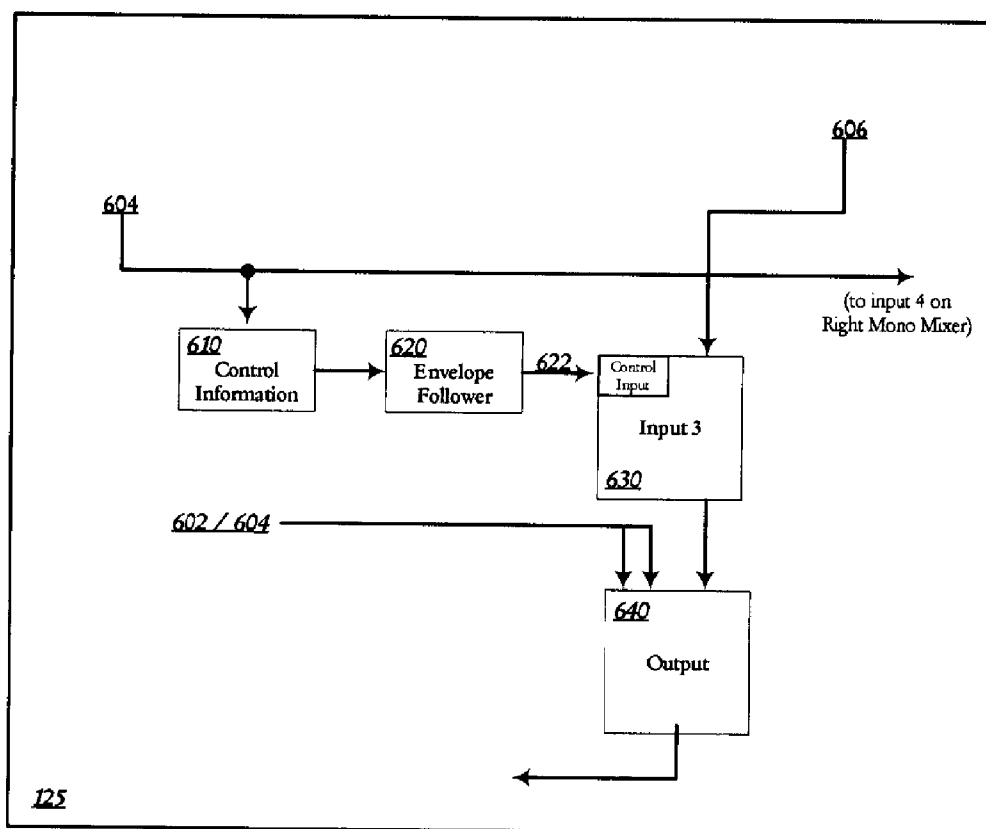 606
604
(to input 4 on
Right Mono Mixer)
610
Control
Information
620
Envelope
Follower
622
Control
Input
Input 3
630
602 / 604
640
Output
125